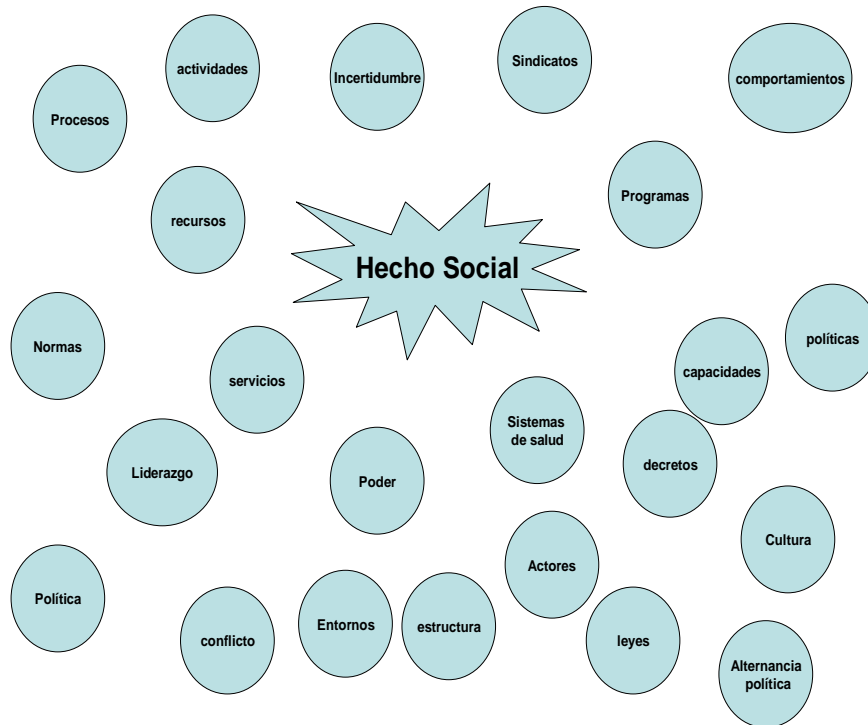 actividades
Incertidumbre
Sindicatos
comportamientos
Procesos
Programas
recursos
Hecho Social
Normas
servicios
capacidades
políticas
Sistemas
de salud
Liderazgo
Poder
decretos
Cultura
Actores
Política
conflicto
Entornos
estructura
leyes
Alternancia
política